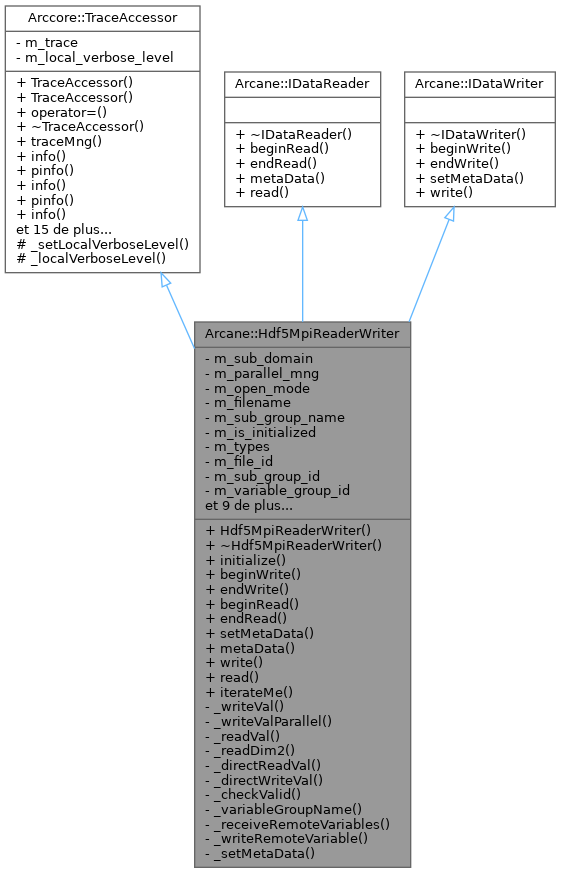 Arccore::TraceAccessor
- m_trace
- m_local_verbose_level
+ TraceAccessor()
+ TraceAccessor()
+ operator=()
+ ~TraceAccessor()
+ traceMng()
+ info()
+ pinfo()
+ info()
+ pinfo()
+ info()
et 15 de plus...
# _setLocalVerboseLevel()
# _localVerboseLevel()
Arcane::IDataReader
+ ~IDataReader()
+ beginRead()
+ endRead()
+ metaData()
+ read()
Arcane::IDataWriter
+ ~IDataWriter()
+ beginWrite()
+ endWrite()
+ setMetaData()
+ write()
Arcane::Hdf5MpiReaderWriter
- m_sub_domain
- m_parallel_mng
- m_open_mode
- m_filename
- m_sub_group_name
- m_is_initialized
- m_types
- m_file_id
- m_sub_group_id
- m_variable_group_id
et 9 de plus...
+ Hdf5MpiReaderWriter()
+ ~Hdf5MpiReaderWriter()
+ initialize()
+ beginWrite()
+ endWrite()
+ beginRead()
+ endRead()
+ setMetaData()
+ metaData()
+ write()
+ read()
+ iterateMe()
- _writeVal()
- _writeValParallel()
- _readVal()
- _readDim2()
- _directReadVal()
- _directWriteVal()
- _checkValid()
- _variableGroupName()
- _receiveRemoteVariables()
- _writeRemoteVariable()
- _setMetaData()